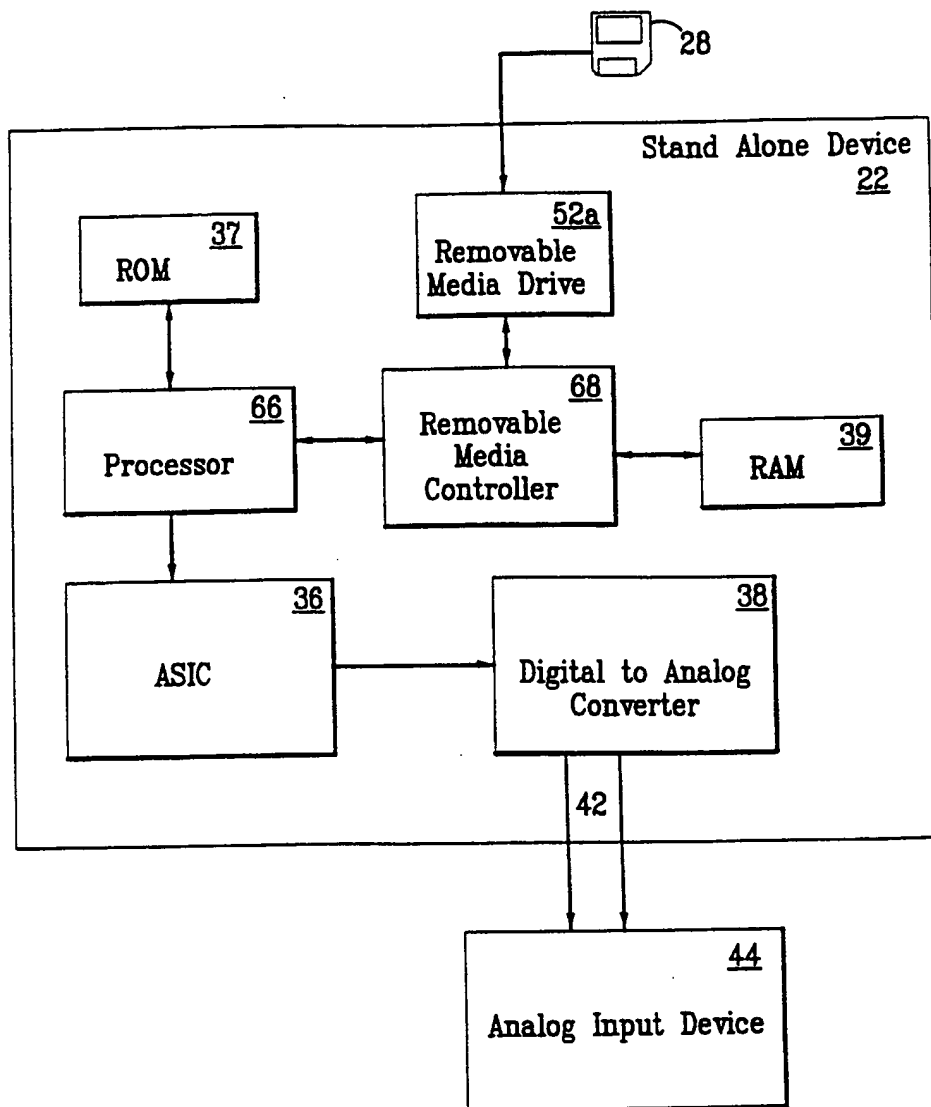 28
Stand Alone Device
22
37
ROM
52a
Removable
Media Drive
66
Processor
68
Removable
Media
Controller
39
RAM
36
ASIC
38
Digital to Analog
Converter
42
44
Analog Input Device